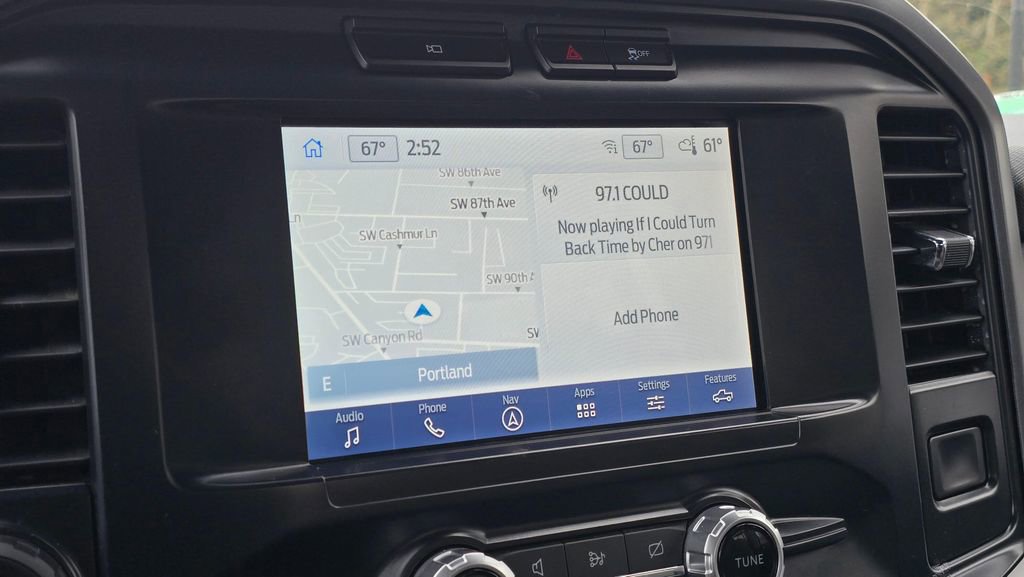 OFF
67° 2:52
67° 61°
SW 86th Ave
SW 87th Ave
SW Cashmur Ln
SW 90th A
SW Canyon Rd
SW
n
E Portland
97.1 COULD
Now playing If I Could Turn
Back Time by Cher on 971
Add Phone
Audio Phone Nav Apps Settings Features
TUNE